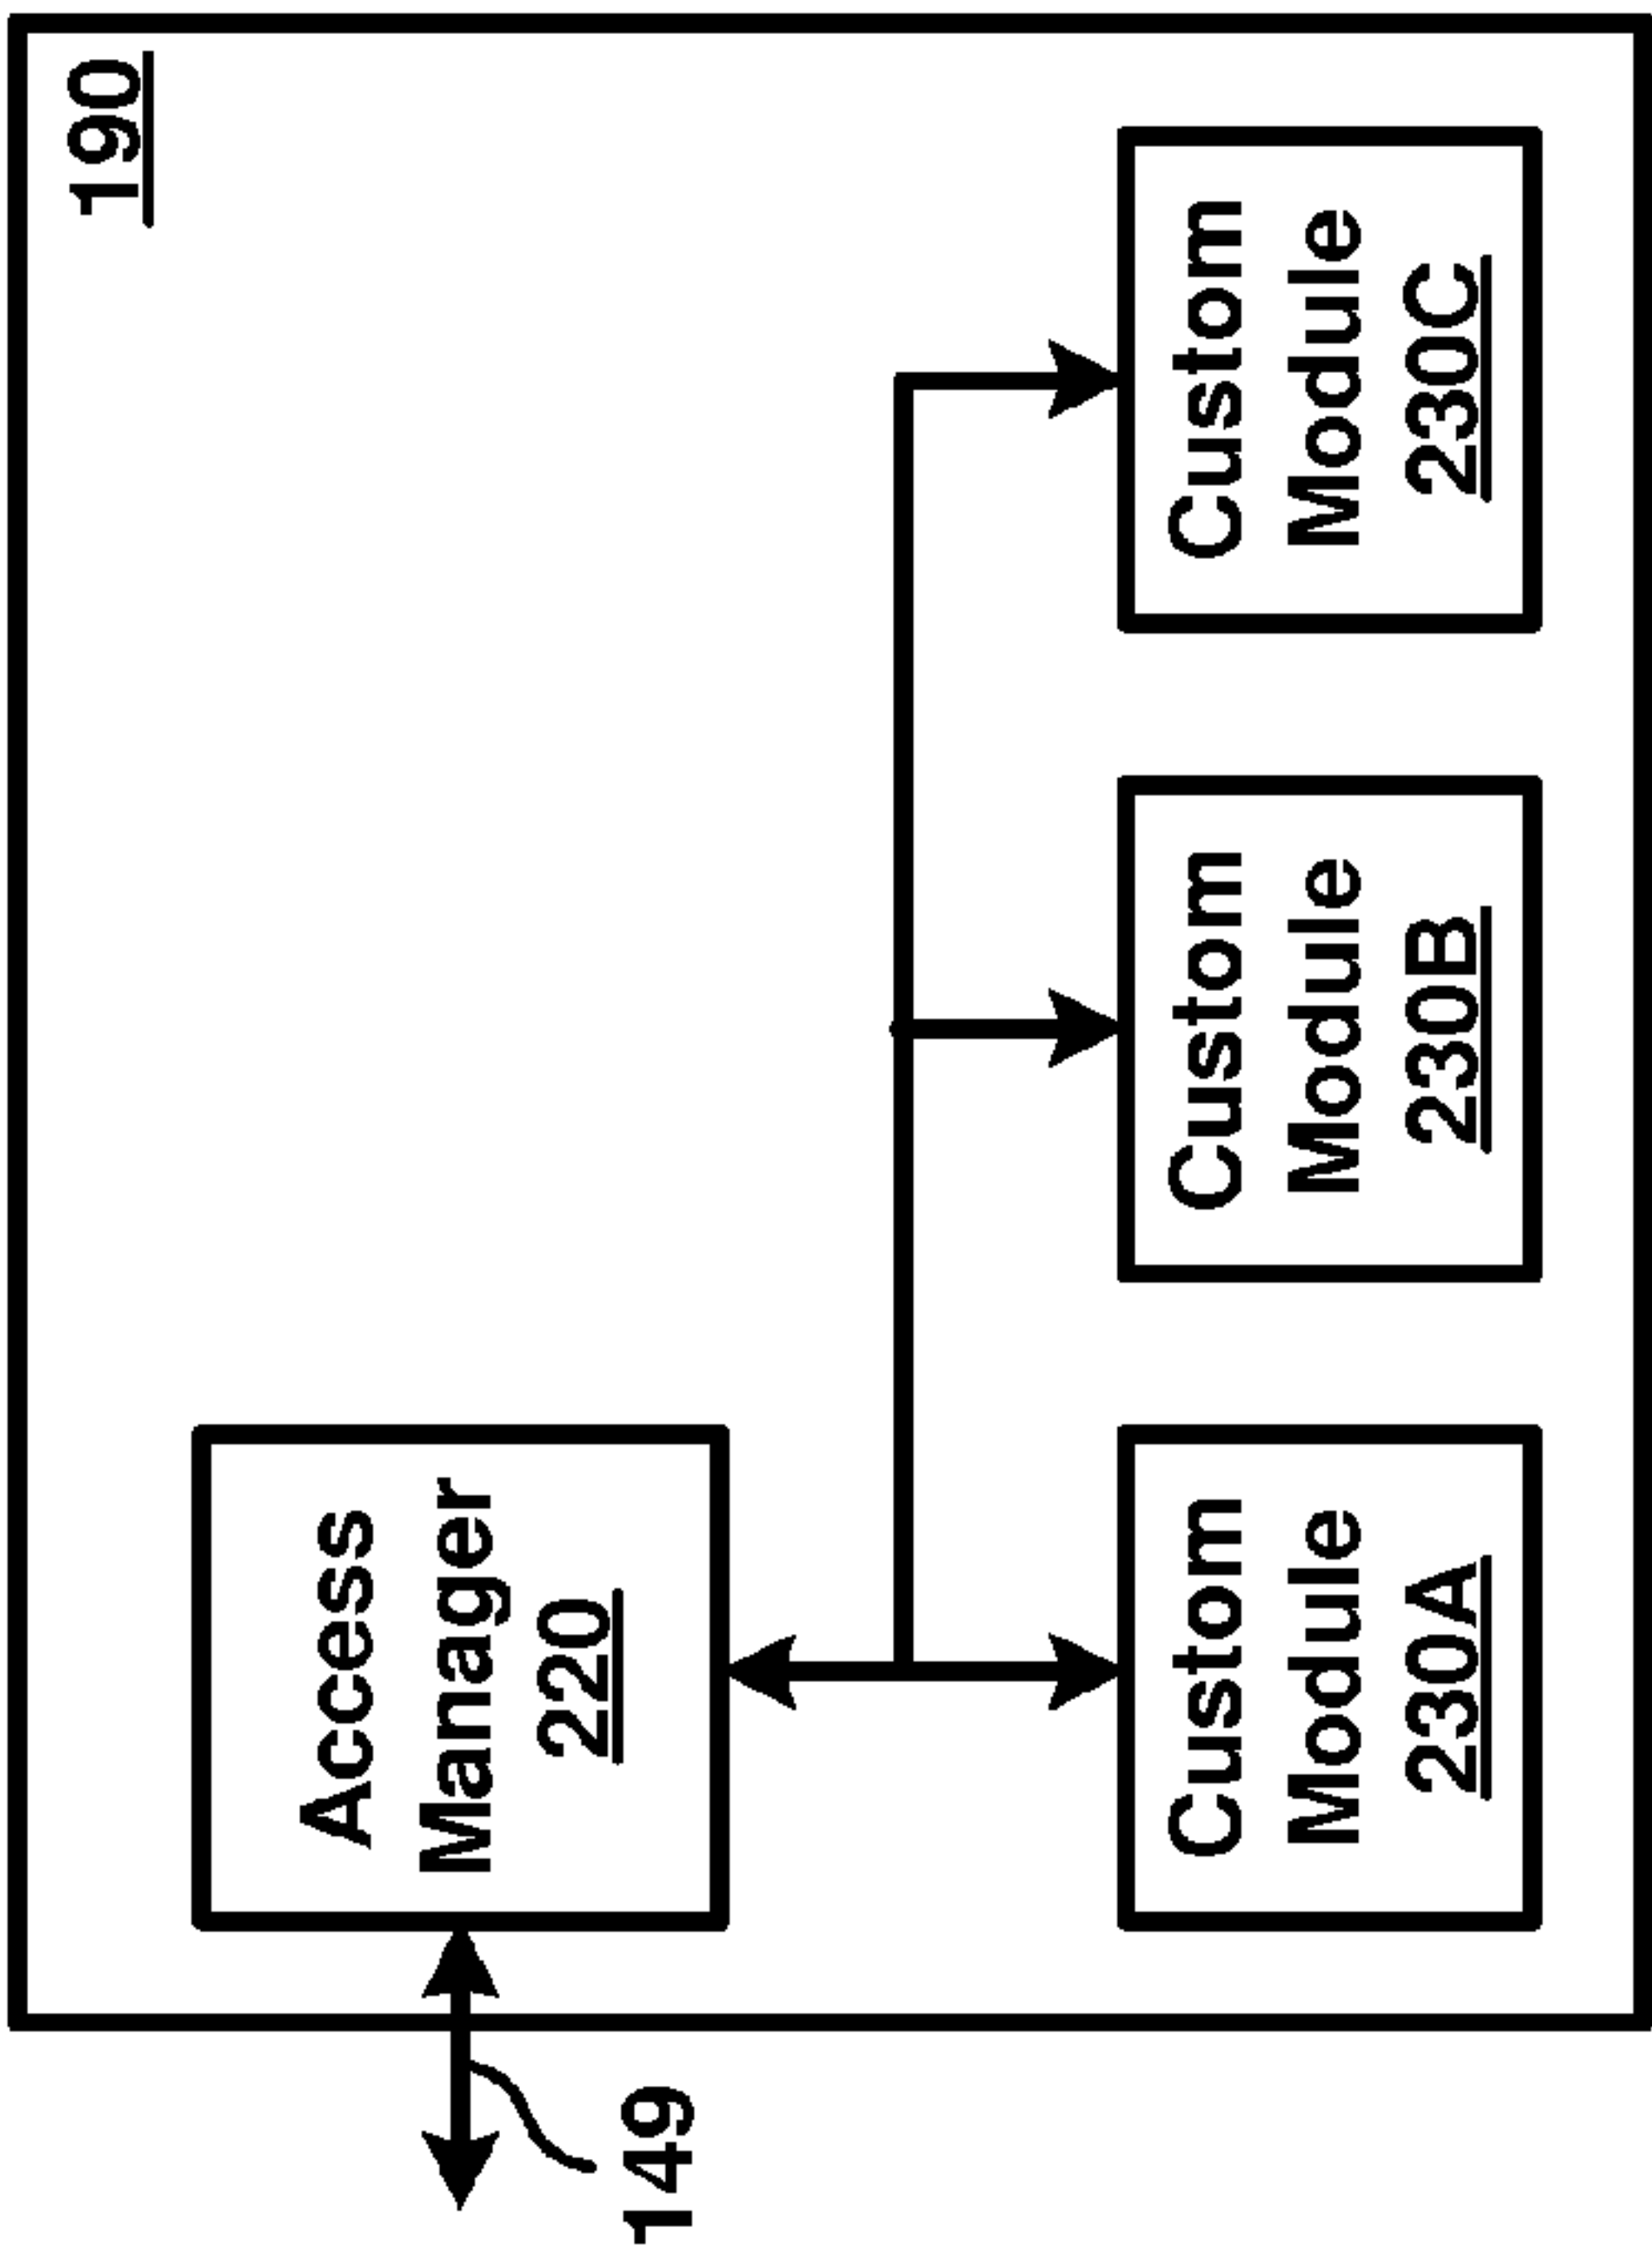 190
Access
Manager
220
149
Custom
Module
230A
Custom
Module
230B
Custom
Module
230C